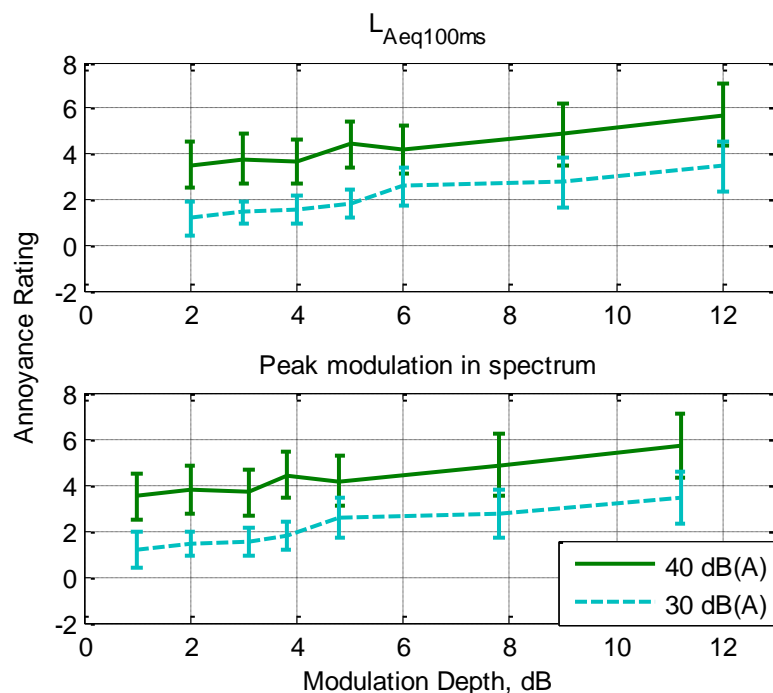 L_Aeq100ms
8
6
4
2
0
-2
0 2 4 6 8 10 12
Annoyance Rating
Peak modulation in spectrum
8
6
4
2
0
-2
0 2 4 6 8 10 12
40 dB(A)
30 dB(A)
Modulation Depth, dB